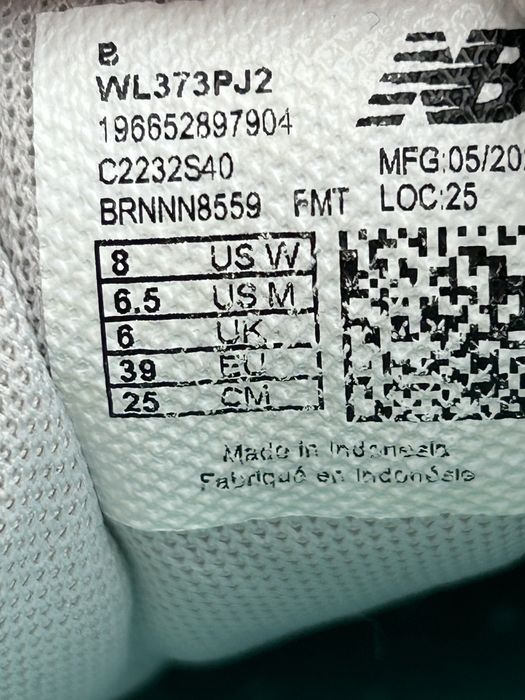 B
WL373PJ2
196652897904
C2232S40
BRNNN8559 FMT
NB
MFG:05/20
LOC:25
8 US W
6.5 US M
6 UK
39 EU
25 CM
Made in Indonesia
Fabriqué en Indonésie